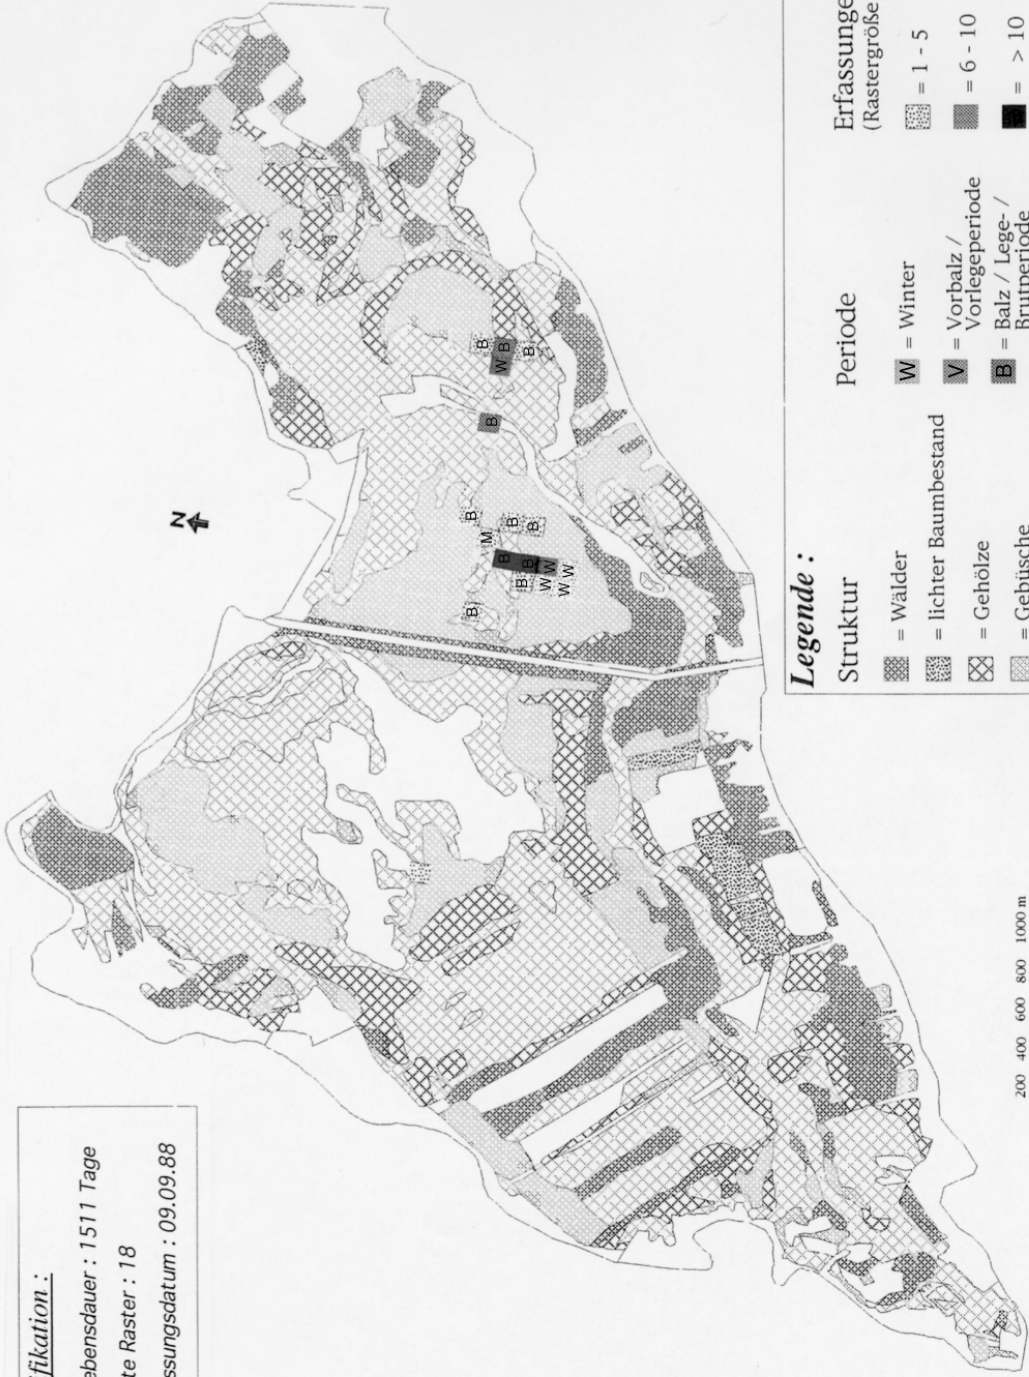 fikation :
ebensdauer : 1511 Tage
te Raster : 18
ssungsdatum : 09.09.88
N
B
B
W
B
B
B
B
M
B
B
B
B
B
B
W
W
W
W
Legende :
Struktur
= Wälder
= lichter Baumbestand
= Gehölze
= Gebüsche
Periode
W = Winter
V = Vorbalz /
Vorlegeperiode
B = Balz / Lege- /
Brutperiode
Erfassunge
(Rastergröße
= 1 - 5
= 6 - 10
= > 10
200 400 600 800 1000 m